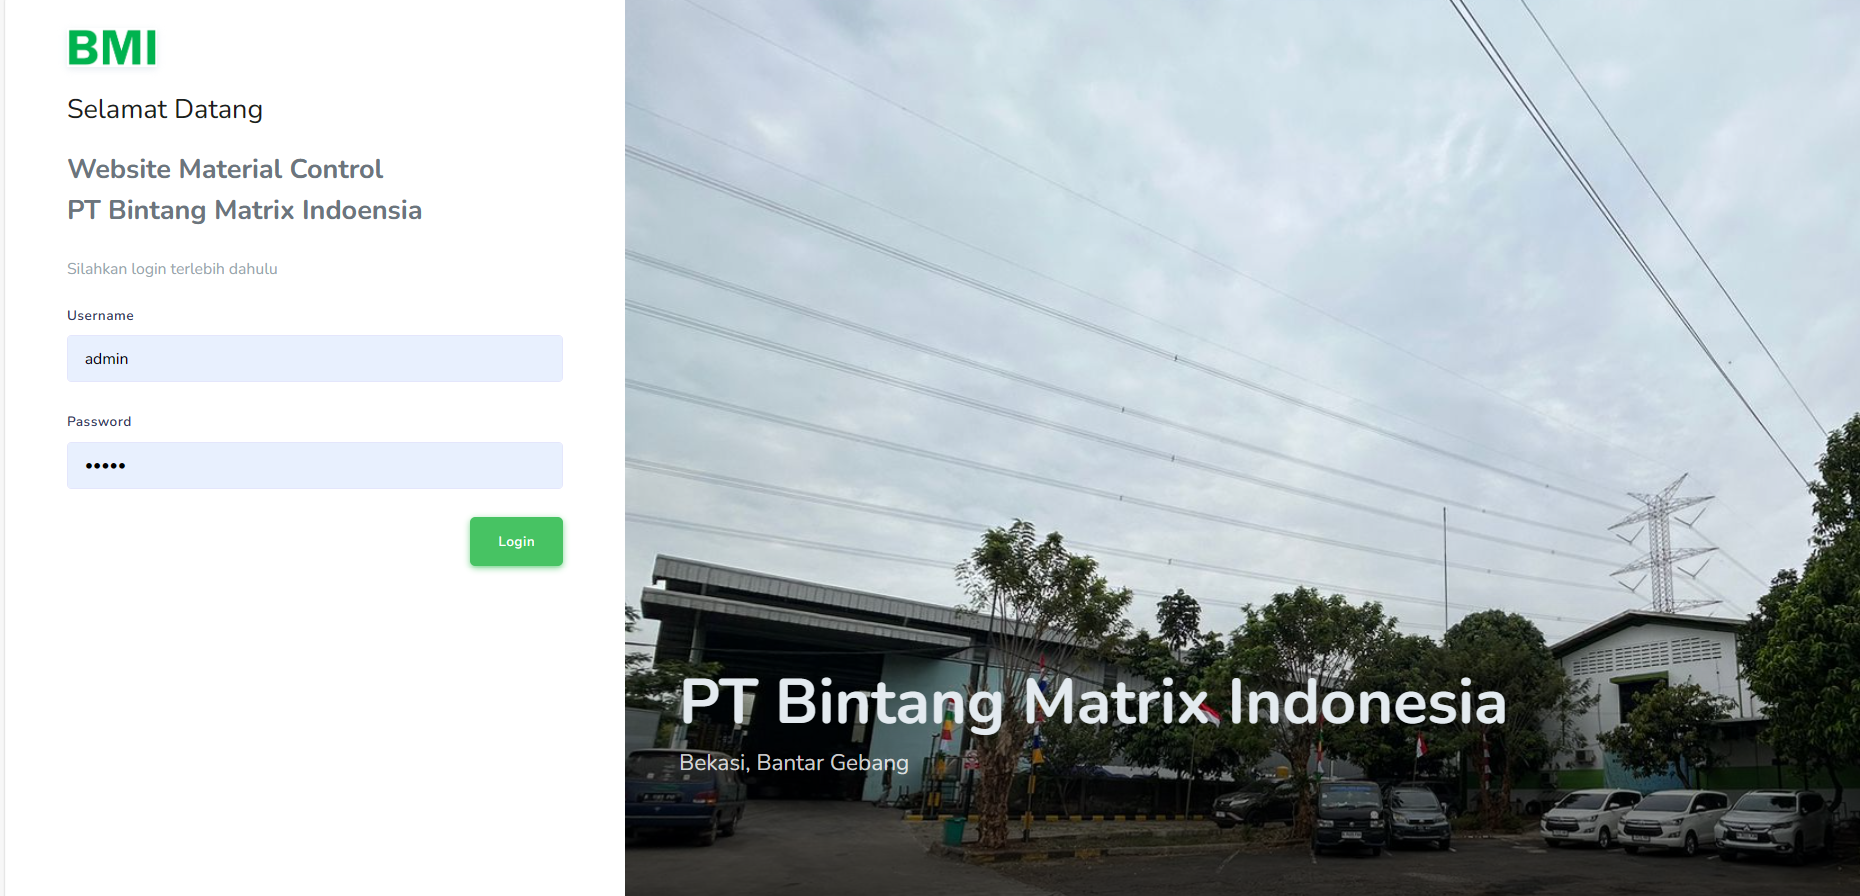 BMI
Selamat Datang
Website Material Control
PT Bintang Matrix Indoensia
Silahkan login terlebih dahulu
Username
admin
Password
•••••
Login
PT Bintang Matrix Indonesia
Bekasi, Bantar Gebang